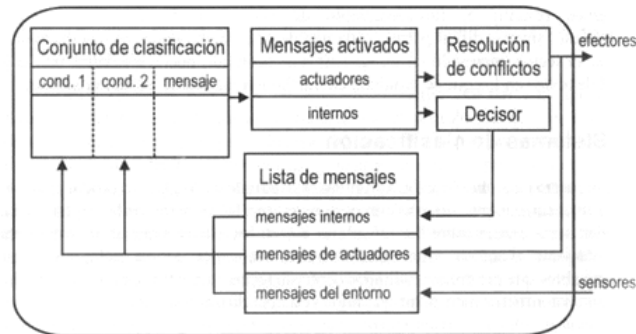 Conjunto de clasificación
cond. 1 cond. 2 mensaje
Mensajes activados
actuadores
internos
Resolución
de conflictos
efectores
Decisor
Lista de mensajes
mensajes internos
mensajes de actuadores
mensajes del entorno
sensores